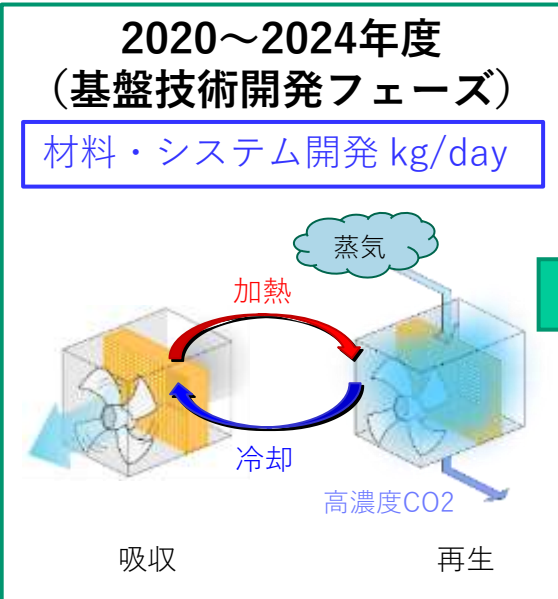 2020～2024年度
（基盤技術開発フェーズ）
材料・システム開発 kg/day
蒸気
加熱
冷却
高濃度CO2
吸収
再生